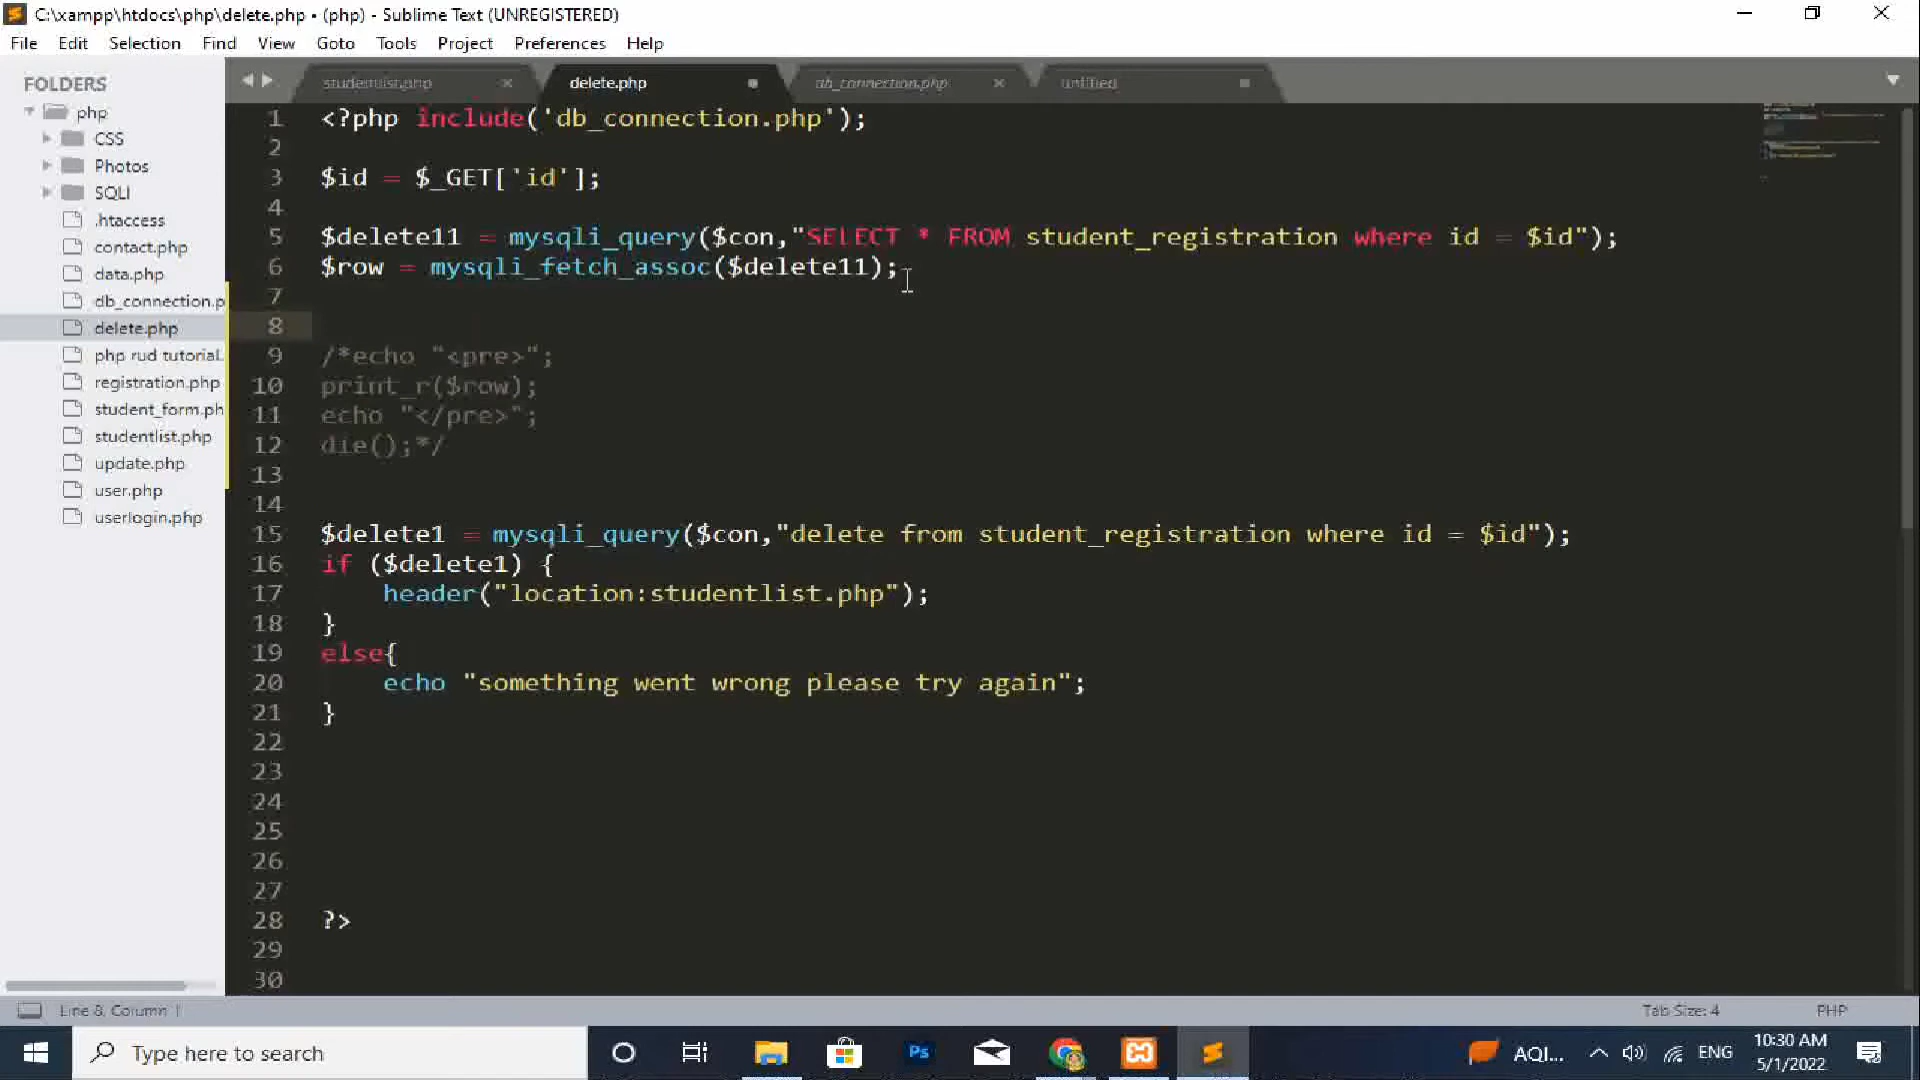 C:\xampp\htdocs\php\delete.php • (php) - Sublime Text (UNREGISTERED)
File Edit Selection Find View Goto Tools Project Preferences Help
FOLDERS
php
CSS
Photos
SQLI
.htaccess
contact.php
data.php
db_connection.p
delete.php
php rud tutorial.
registration.php
student_form.ph
studentlist.php
update.php
user.php
userlogin.php
studentlist.php delete.php db_connection.php untitled
1 <?php include('db_connection.php');
2
3 $id = $_GET['id'];
4
5 $delete11 = mysqli_query($con,"SELECT * FROM student_registration where id = $id");
6 $row = mysqli_fetch_assoc($delete11);
7
8
9 /*echo "<pre>";
10 print_r($row);
11 echo "</pre>";
12 die();*/
13
14
15 $delete1 = mysqli_query($con,"delete from student_registration where id = $id");
16 if ($delete1) {
17 header("location:studentlist.php");
18 }
19 else{
20 echo "something went wrong please try again";
21 }
22
23
24
25
26
27
28 ?>
29
30
Line 8, Column 1 Tab Size: 4 PHP
Type here to search
Ps
AQI... ENG
10:30 AM
5/1/2022